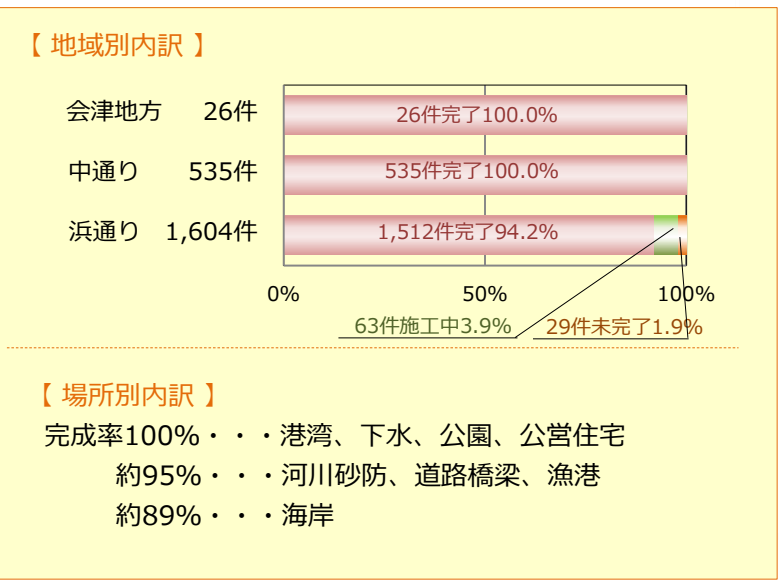 【 地域別内訳 】
会津地方 26件 26件完了100.0%
中通り 535件 535件完了100.0%
浜通り 1,604件 1,512件完了94.2%
0% 50% 100%
63件施工中3.9% 29件未完了1.9%
【 場所別内訳 】
完成率100%・・・港湾、下水、公園、公営住宅
約95%・・・河川砂防、道路橋梁、漁港
約89%・・・海岸